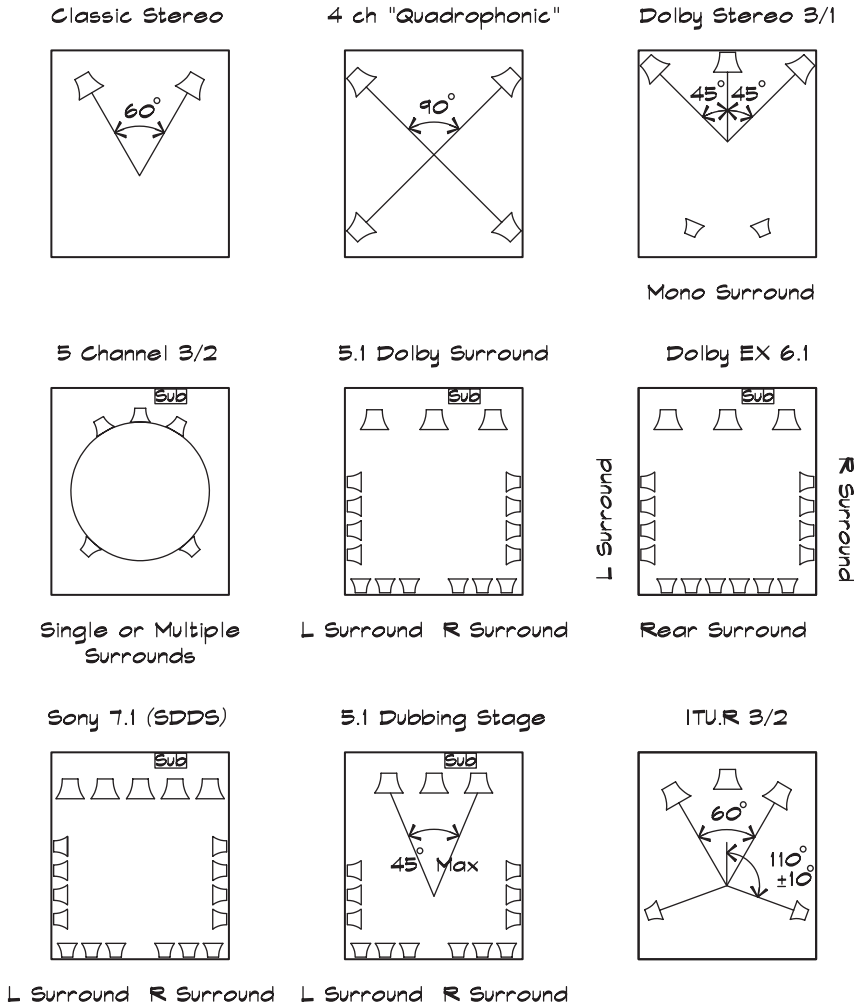 Classic Stereo
4 ch "Quadrophonic"
Dolby Stereo 3/1
60°
90°
45° 45°
Mono Surround
5 Channel 3/2
5.1 Dolby Surround
Dolby EX 6.1
Sub
Sub
Sub
L Surround
R Surround
Single or Multiple
Surrounds
L Surround R Surround
Rear Surround
Sony 7.1 (SDDS)
5.1 Dubbing Stage
ITU.R 3/2
Sub
Sub
45° Max
60°
110°
±10°
L Surround R Surround
L Surround R Surround